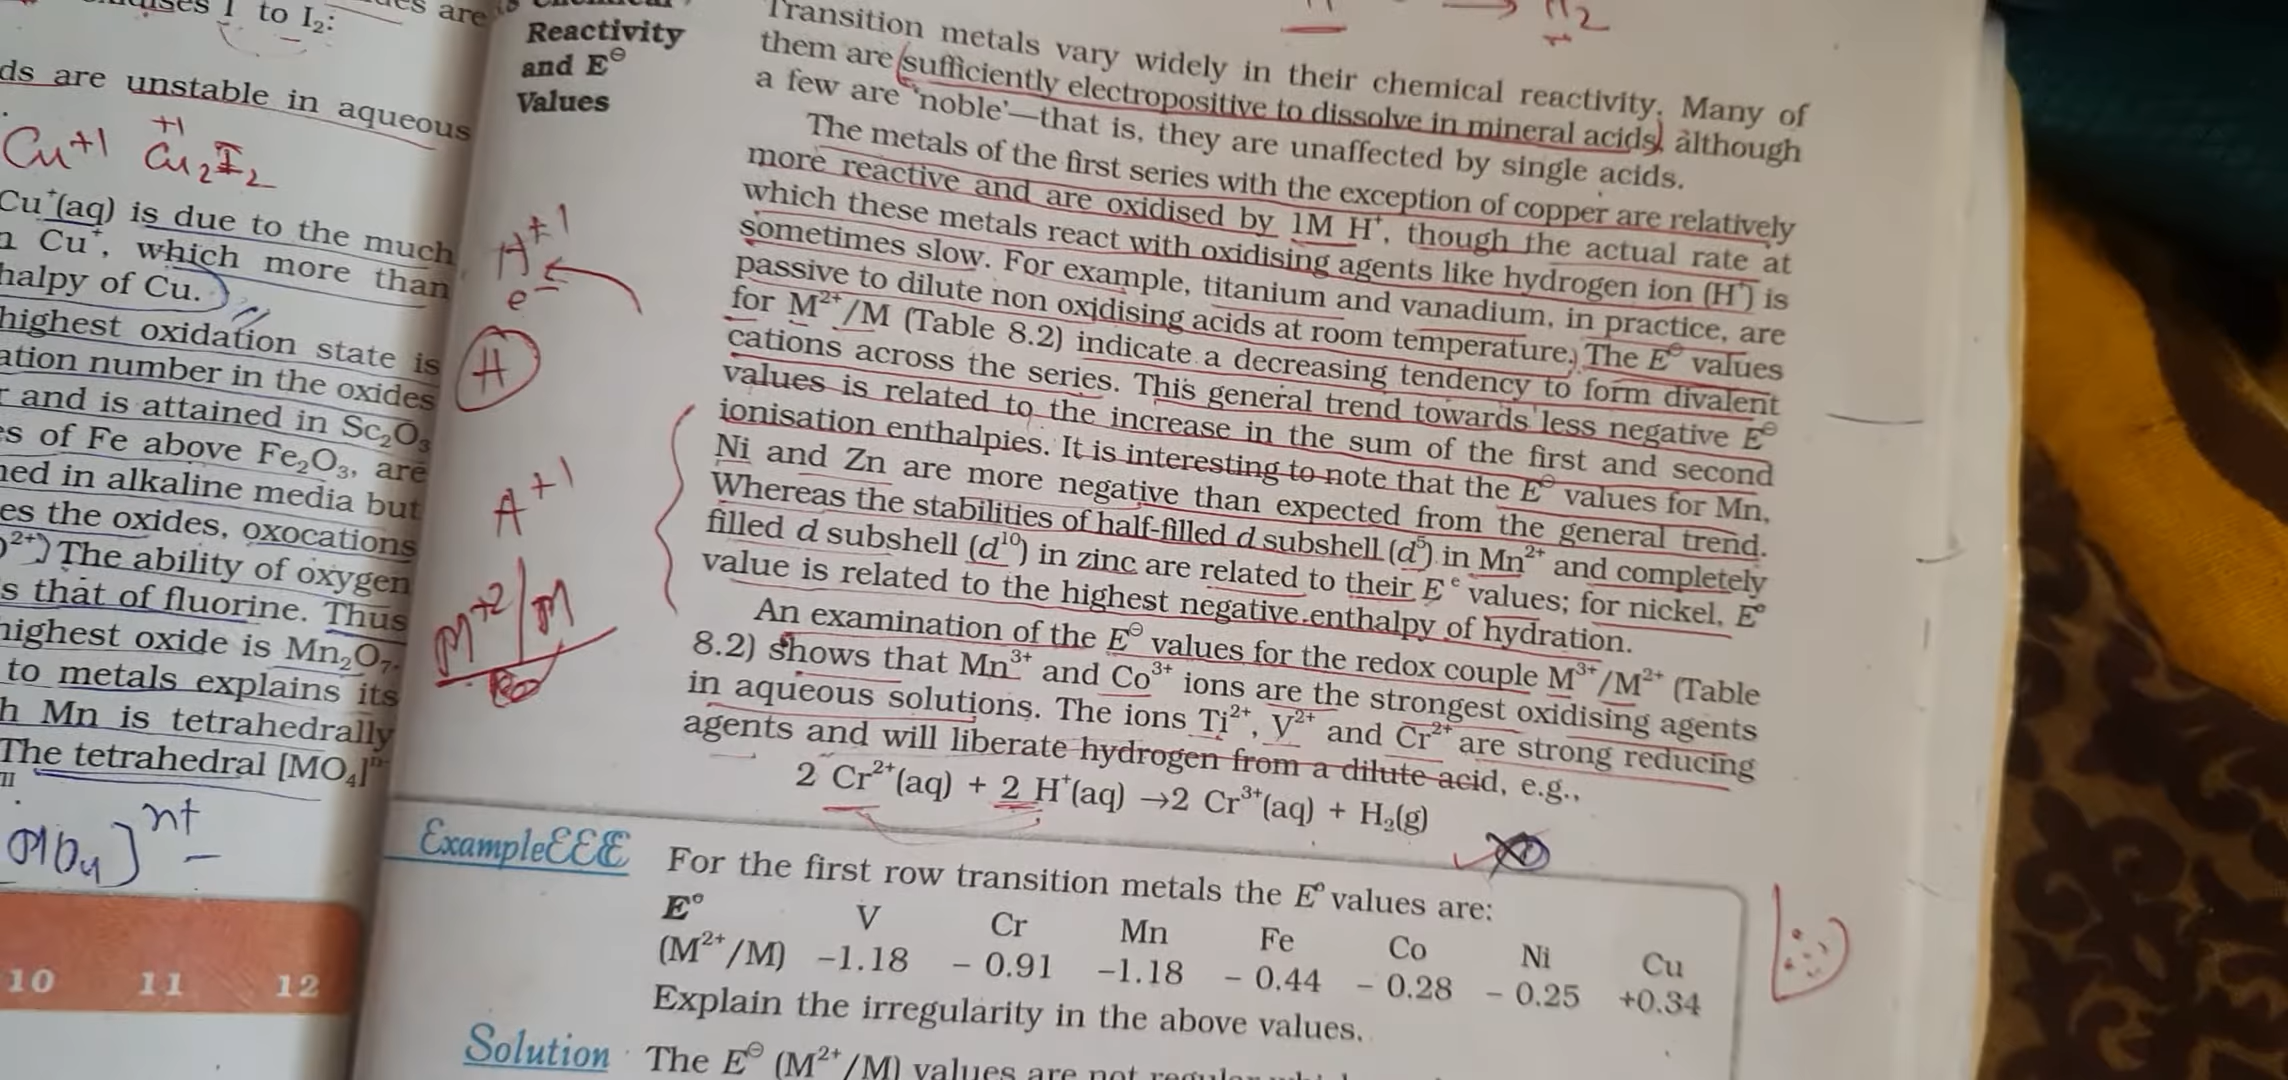 I⁻ to I₂:
are
ds are unstable in aqueous
Cu⁺¹ Cu₂I₂
+1
Cu⁺(aq) is due to the much
Cu⁺, which more than
halpy of Cu.
highest oxidation state is
ation number in the oxides
r and is attained in Sc₂O₃
es of Fe above Fe₂O₃, are
ned in alkaline media but
es the oxides, oxocations
²⁺) The ability of oxygen
s that of fluorine. Thus
highest oxide is Mn₂O₇.
to metals explains its
h Mn is tetrahedrally
The tetrahedral [MO₄]ⁿ⁻
n+
10 11 12
Reactivity
and E⊖
Values
H⁺¹
e⁻
H
A⁺¹
M⁺²/M
H₂
Transition metals vary widely in their chemical reactivity. Many of
them are sufficiently electropositive to dissolve in mineral acids, although
a few are 'noble'—that is, they are unaffected by single acids.
The metals of the first series with the exception of copper are relatively
more reactive and are oxidised by 1M H⁺, though the actual rate at
which these metals react with oxidising agents like hydrogen ion (H⁺) is
sometimes slow. For example, titanium and vanadium, in practice, are
passive to dilute non oxidising acids at room temperature. The E⊖ values
for M²⁺/M (Table 8.2) indicate a decreasing tendency to form divalent
cations across the series. This general trend towards less negative E⊖
values is related to the increase in the sum of the first and second
ionisation enthalpies. It is interesting to note that the E⊖ values for Mn,
Ni and Zn are more negative than expected from the general trend.
Whereas the stabilities of half-filled d subshell (d⁵) in Mn²⁺ and completely
filled d subshell (d¹⁰) in zinc are related to their Eᵉ values; for nickel, E°
value is related to the highest negative enthalpy of hydration.
An examination of the E⊖ values for the redox couple M³⁺/M²⁺ (Table
8.2) shows that Mn³⁺ and Co³⁺ ions are the strongest oxidising agents
in aqueous solutions. The ions Ti²⁺, V²⁺ and Cr²⁺ are strong reducing
agents and will liberate hydrogen from a dilute acid, e.g.,
2 Cr²⁺(aq) + 2 H⁺(aq) →2 Cr³⁺(aq) + H₂(g)
Example
For the first row transition metals the E° values are:
E° V Cr Mn Fe Co Ni Cu
(M²⁺/M) –1.18 – 0.91 –1.18 – 0.44 – 0.28 – 0.25 +0.34
Explain the irregularity in the above values.
Solution
The E⊖ (M²⁺/M) values are not